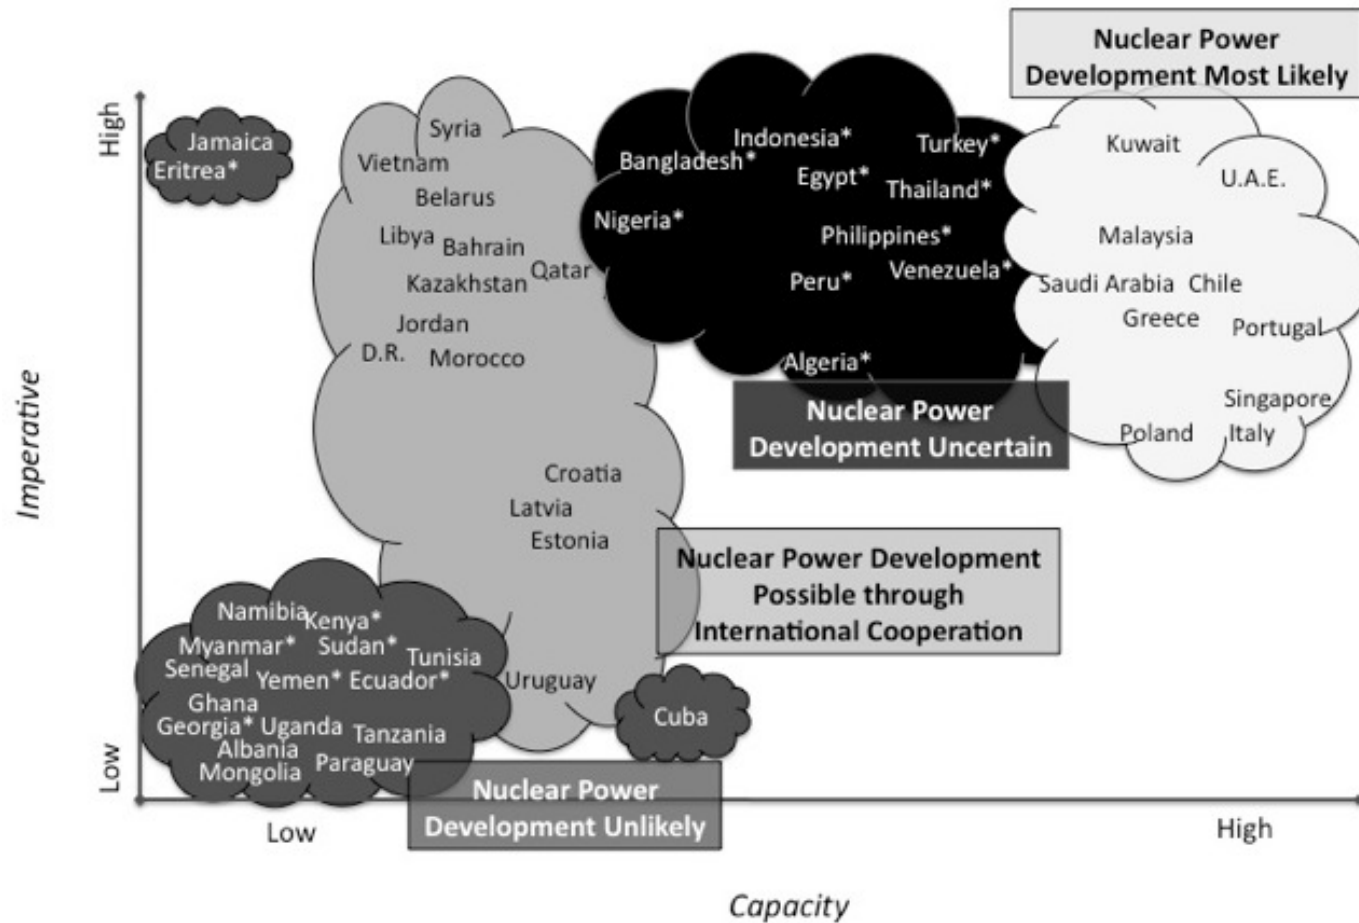 Nuclear Power
Development Most Likely
High
Jamaica
Eritrea*
Syria
Vietnam
Belarus
Libya
Bahrain
Kazakhstan
Qatar
Jordan
D.R.
Morocco
Croatia
Latvia
Estonia
Uruguay
Indonesia*
Turkey*
Bangladesh*
Egypt*
Thailand*
Nigeria*
Philippines*
Venezuela*
Peru*
Algeria*
Nuclear Power
Development Uncertain
Kuwait
U.A.E.
Malaysia
Saudi Arabia
Chile
Greece
Portugal
Singapore
Poland
Italy
Imperative
Nuclear Power Development
Possible through
International Cooperation
Namibia
Kenya*
Myanmar*
Sudan*
Tunisia
Senegal
Yemen*
Ecuador*
Ghana
Georgia*
Uganda
Tanzania
Albania
Mongolia
Paraguay
Cuba
Low
Nuclear Power
Development Unlikely
Low
High
Capacity